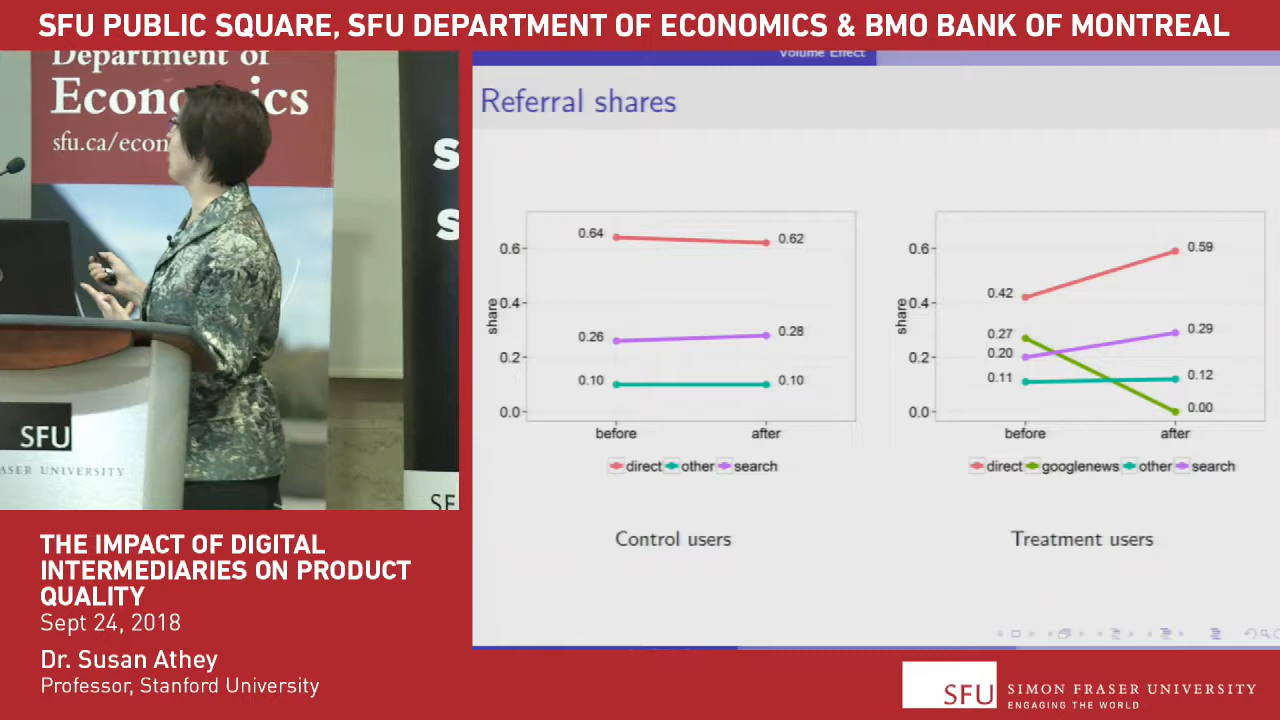 SFU PUBLIC SQUARE, SFU DEPARTMENT OF ECONOMICS & BMO BANK OF MONTREAL
Department of
Economics
sfu.ca/econ
S
S
SFU
ASER UNIVERSITY
SF
Volume Effect
Referral shares
share
0.6
0.4
0.2
0.0
0.64
0.62
0.26
0.28
0.10
0.10
before after
direct other search
Control users
share
0.6
0.4
0.2
0.0
0.42
0.59
0.27
0.20
0.29
0.11
0.12
0.00
before after
direct googlenews other search
Treatment users
THE IMPACT OF DIGITAL
INTERMEDIARIES ON PRODUCT
QUALITY
Sept 24, 2018
Dr. Susan Athey
Professor, Stanford University
SFU
SIMON FRASER UNIVERSITY
ENGAGING THE WORLD